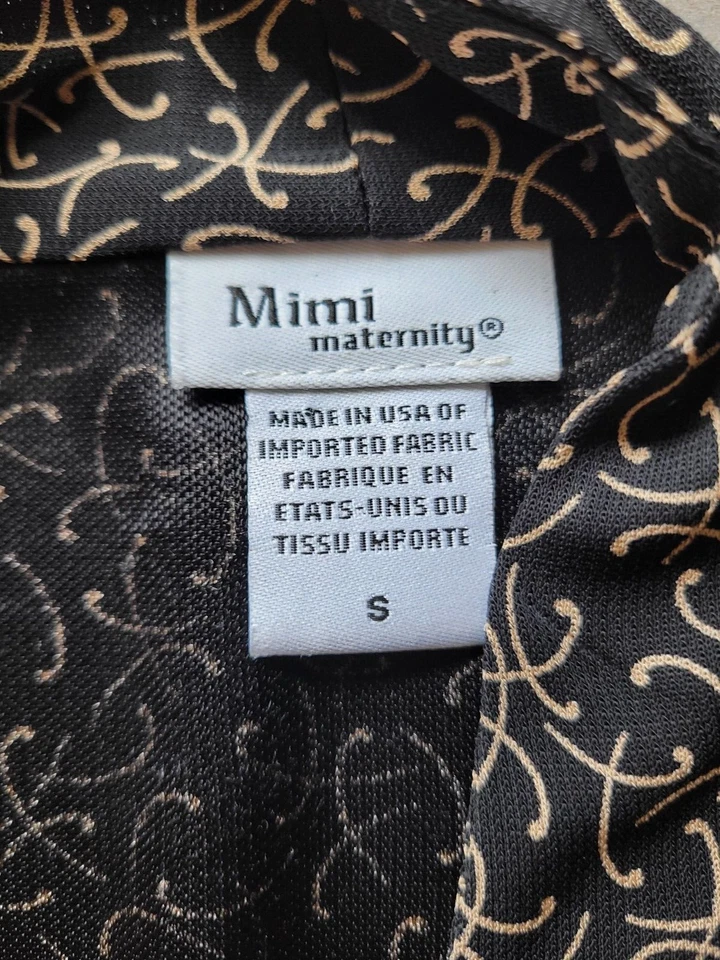 Mimi
maternity®
MADE IN USA OF
IMPORTED FABRIC
FABRIQUE EN
ETATS-UNIS OU
TISSU IMPORTE
S